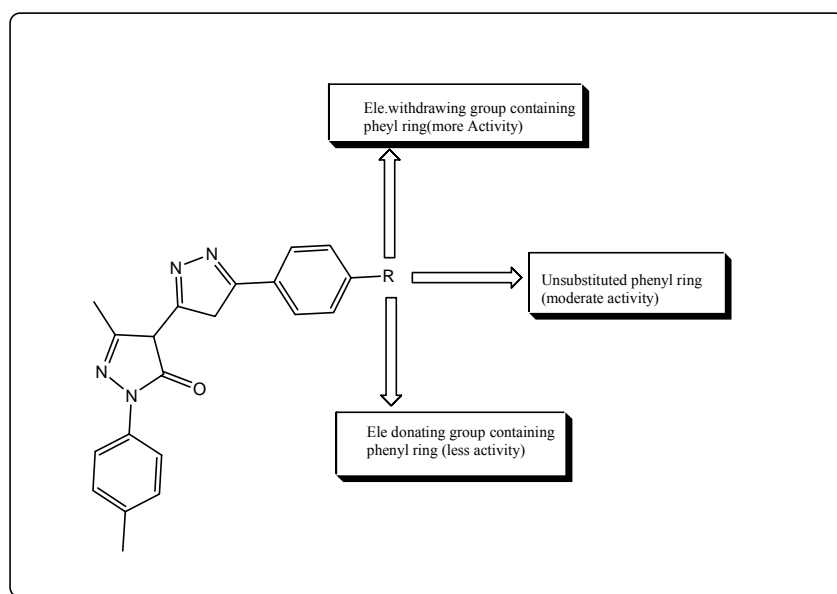 Ele.withdrawing group containing
pheyl ring(more Activity)
N
N
R
Unsubstituted phenyl ring
(moderate activity)
N
N
O
Ele donating group containing
phenyl ring (less activity)